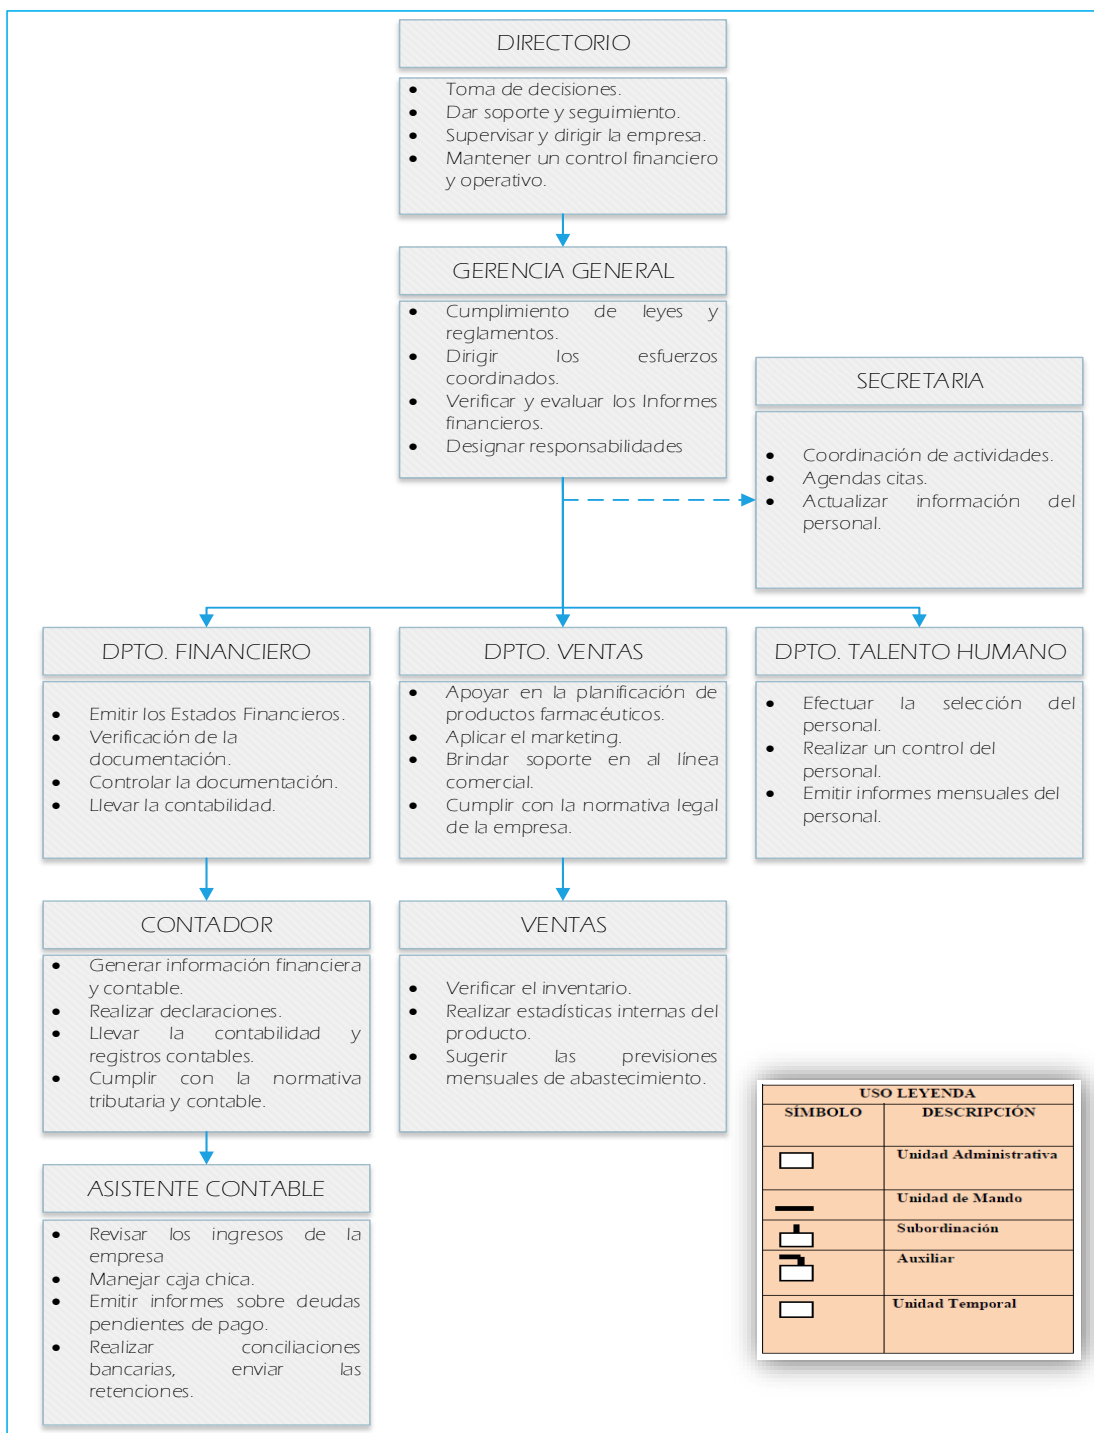 DIRECTORIO
• Toma de decisiones.
• Dar soporte y seguimiento.
• Supervisar y dirigir la empresa.
• Mantener un control financiero
y operativo.
GERENCIA GENERAL
• Cumplimiento de leyes y
reglamentos.
• Dirigir los esfuerzos
coordinados.
• Verificar y evaluar los Informes
financieros.
• Designar responsabilidades
SECRETARIA
• Coordinación de actividades.
• Agendas citas.
• Actualizar información del
personal.
DPTO. FINANCIERO
• Emitir los Estados Financieros.
• Verificación de la
documentación.
• Controlar la documentación.
• Llevar la contabilidad.
DPTO. VENTAS
• Apoyar en la planificación de
productos farmacéuticos.
• Aplicar el marketing.
• Brindar soporte en al línea
comercial.
• Cumplir con la normativa legal
de la empresa.
DPTO. TALENTO HUMANO
• Efectuar la selección del
personal.
• Realizar un control del
personal.
• Emitir informes mensuales del
personal.
CONTADOR
• Generar información financiera
y contable.
• Realizar declaraciones.
• Llevar la contabilidad y
registros contables.
• Cumplir con la normativa
tributaria y contable.
VENTAS
• Verificar el inventario.
• Realizar estadísticas internas del
producto.
• Sugerir las previsiones
mensuales de abastecimiento.
ASISTENTE CONTABLE
• Revisar los ingresos de la
empresa
• Manejar caja chica.
• Emitir informes sobre deudas
pendientes de pago.
• Realizar conciliaciones
bancarias, enviar las
retenciones.
USO LEYENDA
SÍMBOLO DESCRIPCIÓN
Unidad Administrativa
Unidad de Mando
Subordinación
Auxiliar
Unidad Temporal